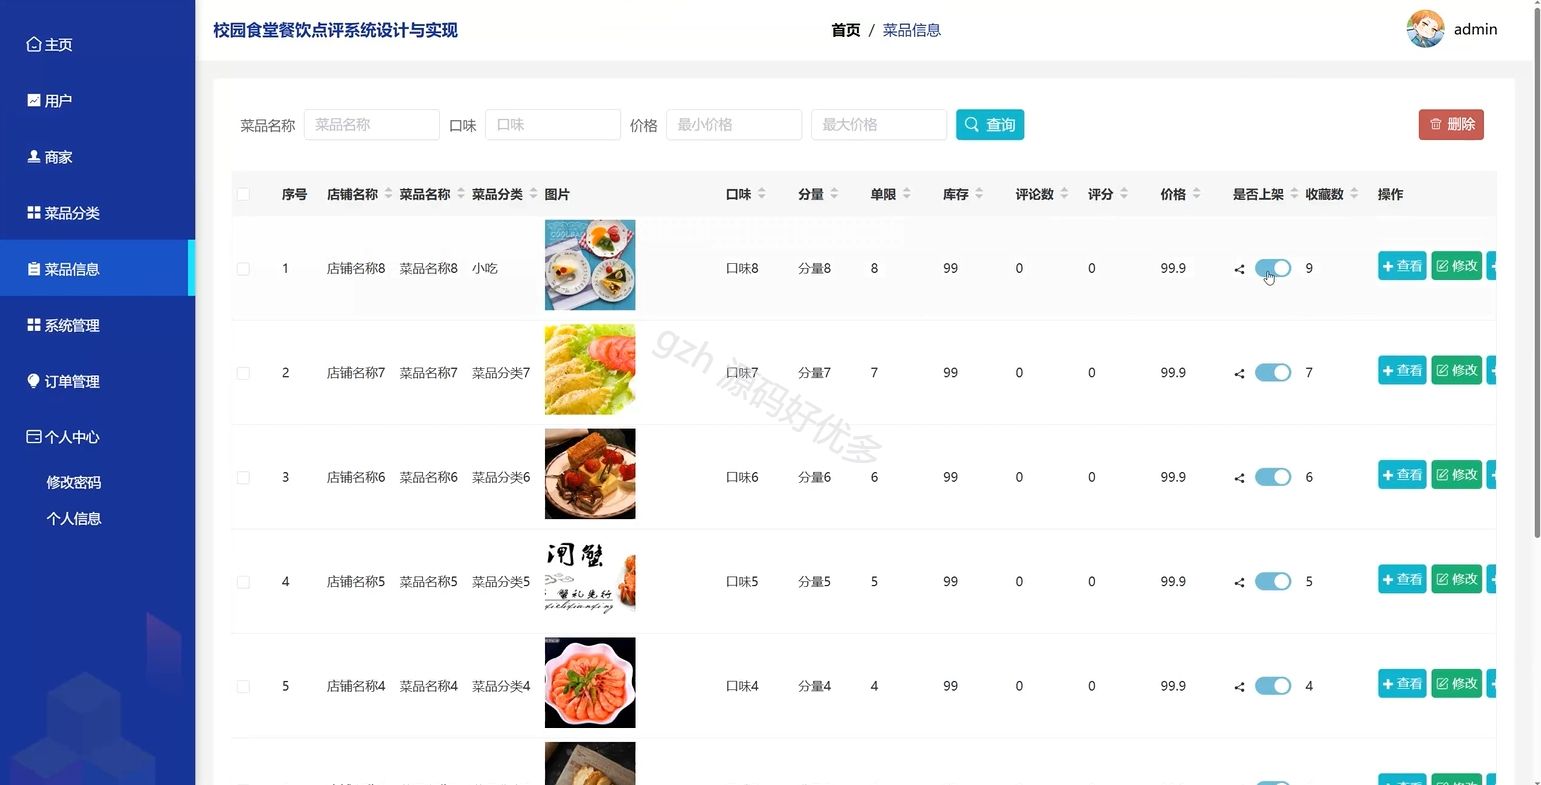 校园食堂餐饮点评系统设计与实现
首页 / 菜品信息
admin
主页
用户
商家
菜品分类
菜品信息
系统管理
订单管理
个人中心
修改密码
个人信息
菜品名称 菜品名称 口味 口味 价格 最小价格 最大价格 查询 删除
序号 店铺名称 菜品名称 菜品分类 图片 口味 分量 单限 库存 评论数 评分 价格 是否上架 收藏数 操作
1 店铺名称8 菜品名称8 小吃 口味8 分量8 8 99 0 0 99.9 9 查看 修改
2 店铺名称7 菜品名称7 菜品分类7 口味7 分量7 7 99 0 0 99.9 7 查看 修改
3 店铺名称6 菜品名称6 菜品分类6 口味6 分量6 6 99 0 0 99.9 6 查看 修改
4 店铺名称5 菜品名称5 菜品分类5 口味5 分量5 5 99 0 0 99.9 5 查看 修改
5 店铺名称4 菜品名称4 菜品分类4 口味4 分量4 4 99 0 0 99.9 4 查看 修改
gzh 源码好优多